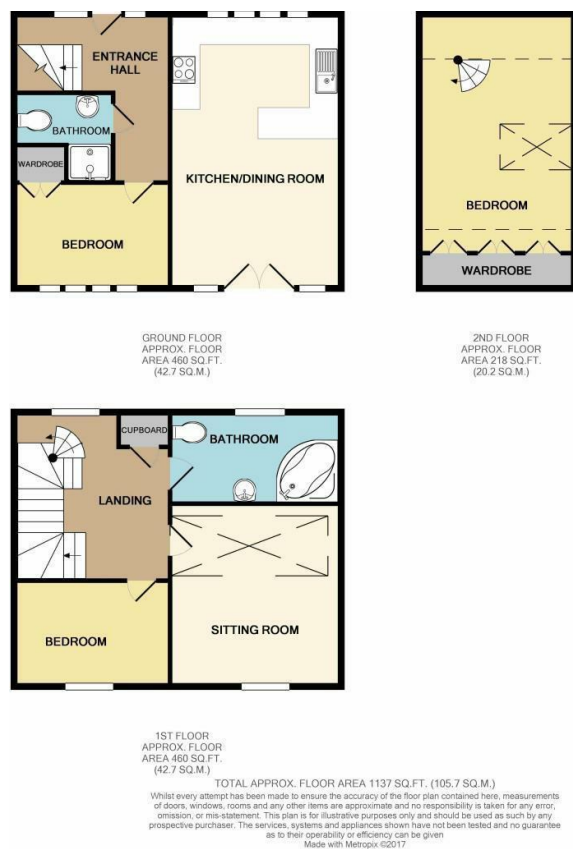 ENTRANCE
HALL
BATHROOM
WARDROBE
KITCHEN/DINING ROOM
BEDROOM
GROUND FLOOR
APPROX. FLOOR
AREA 460 SQ.FT.
(42.7 SQ.M.)
BEDROOM
WARDROBE
2ND FLOOR
APPROX. FLOOR
AREA 218 SQ.FT.
(20.2 SQ.M.)
CUPBOARD
BATHROOM
LANDING
BEDROOM
SITTING ROOM
1ST FLOOR
APPROX. FLOOR
AREA 460 SQ.FT.
(42.7 SQ.M.)
TOTAL APPROX. FLOOR AREA 1137 SQ.FT. (105.7 SQ.M.)
Whilst every attempt has been made to ensure the accuracy of the floor plan contained here, measurements
of doors, windows, rooms and any other items are approximate and no responsibility is taken for any error,
omission, or mis-statement. This plan is for illustrative purposes only and should be used as such by any
prospective purchaser. The services, systems and appliances shown have not been tested and no guarantee
as to their operability or efficiency can be given
Made with Metropix ©2017